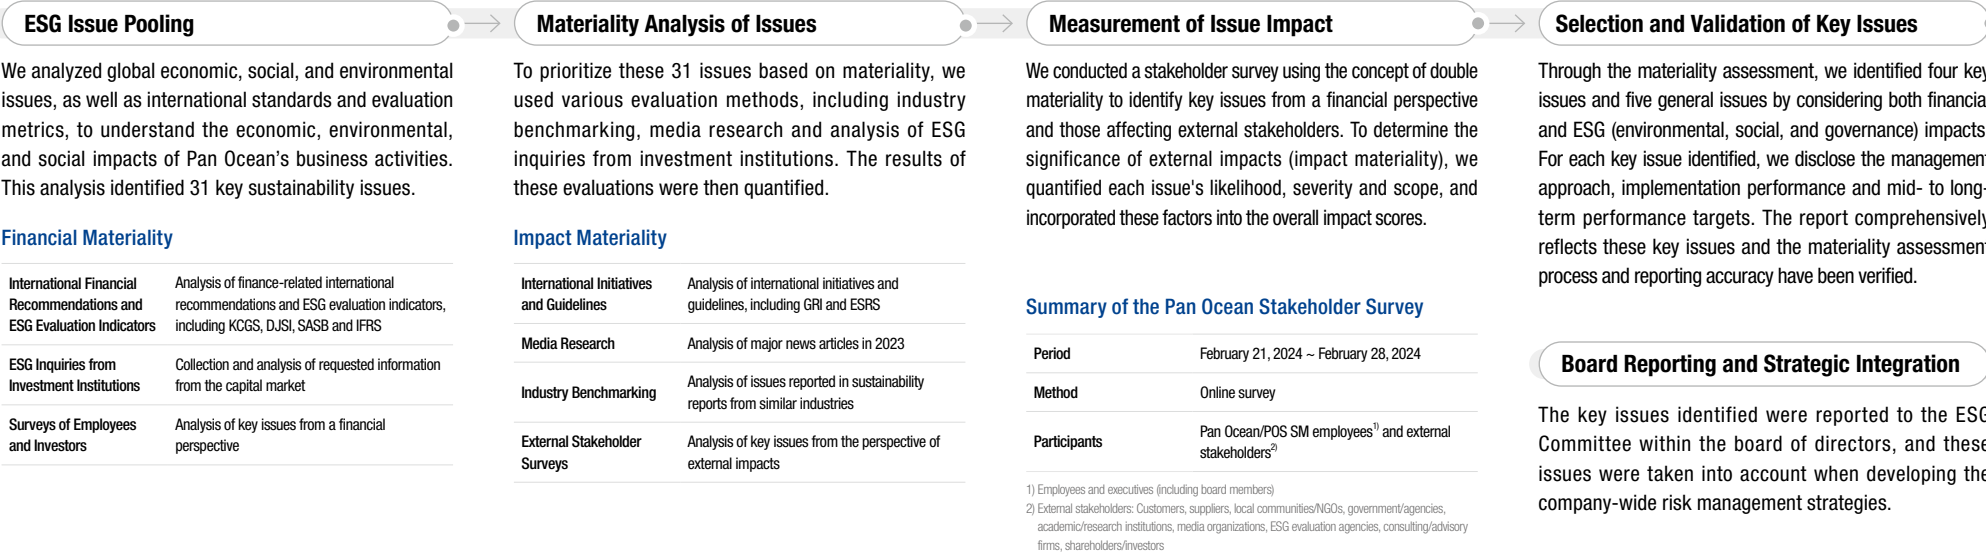 ESG Issue Pooling
We analyzed global economic, social, and environmental
issues, as well as international standards and evaluation
metrics, to understand the economic, environmental,
and social impacts of Pan Ocean’s business activities.
This analysis identified 31 key sustainability issues.
Financial Materiality
International Financial
Recommendations and
ESG Evaluation Indicators
Analysis of finance-related international
recommendations and ESG evaluation indicators,
including KCGS, DJSI, SASB and IFRS
ESG Inquiries from
Investment Institutions
Collection and analysis of requested information
from the capital market
Surveys of Employees
and Investors
Analysis of key issues from a financial
perspective
Materiality Analysis of Issues
To prioritize these 31 issues based on materiality, we
used various evaluation methods, including industry
benchmarking, media research and analysis of ESG
inquiries from investment institutions. The results of
these evaluations were then quantified.
Impact Materiality
International Initiatives
and Guidelines
Analysis of international initiatives and
guidelines, including GRI and ESRS
Media Research
Analysis of major news articles in 2023
Industry Benchmarking
Analysis of issues reported in sustainability
reports from similar industries
External Stakeholder
Surveys
Analysis of key issues from the perspective of
external impacts
Measurement of Issue Impact
We conducted a stakeholder survey using the concept of double
materiality to identify key issues from a financial perspective
and those affecting external stakeholders. To determine the
significance of external impacts (impact materiality), we
quantified each issue's likelihood, severity and scope, and
incorporated these factors into the overall impact scores.
Summary of the Pan Ocean Stakeholder Survey
Period
February 21, 2024 ~ February 28, 2024
Method
Online survey
Participants
Pan Ocean/POS SM employees1) and external
stakeholders2)
1) Employees and executives (including board members)
2) External stakeholders: Customers, suppliers, local communities/NGOs, government/agencies,
academic/research institutions, media organizations, ESG evaluation agencies, consulting/advisory
firms, shareholders/investors
Selection and Validation of Key Issues
Through the materiality assessment, we identified four key
issues and five general issues by considering both financial
and ESG (environmental, social, and governance) impacts
For each key issue identified, we disclose the management
approach, implementation performance and mid- to long-
term performance targets. The report comprehensively
reflects these key issues and the materiality assessment
process and reporting accuracy have been verified.
Board Reporting and Strategic Integration
The key issues identified were reported to the ESG
Committee within the board of directors, and these
issues were taken into account when developing the
company-wide risk management strategies.